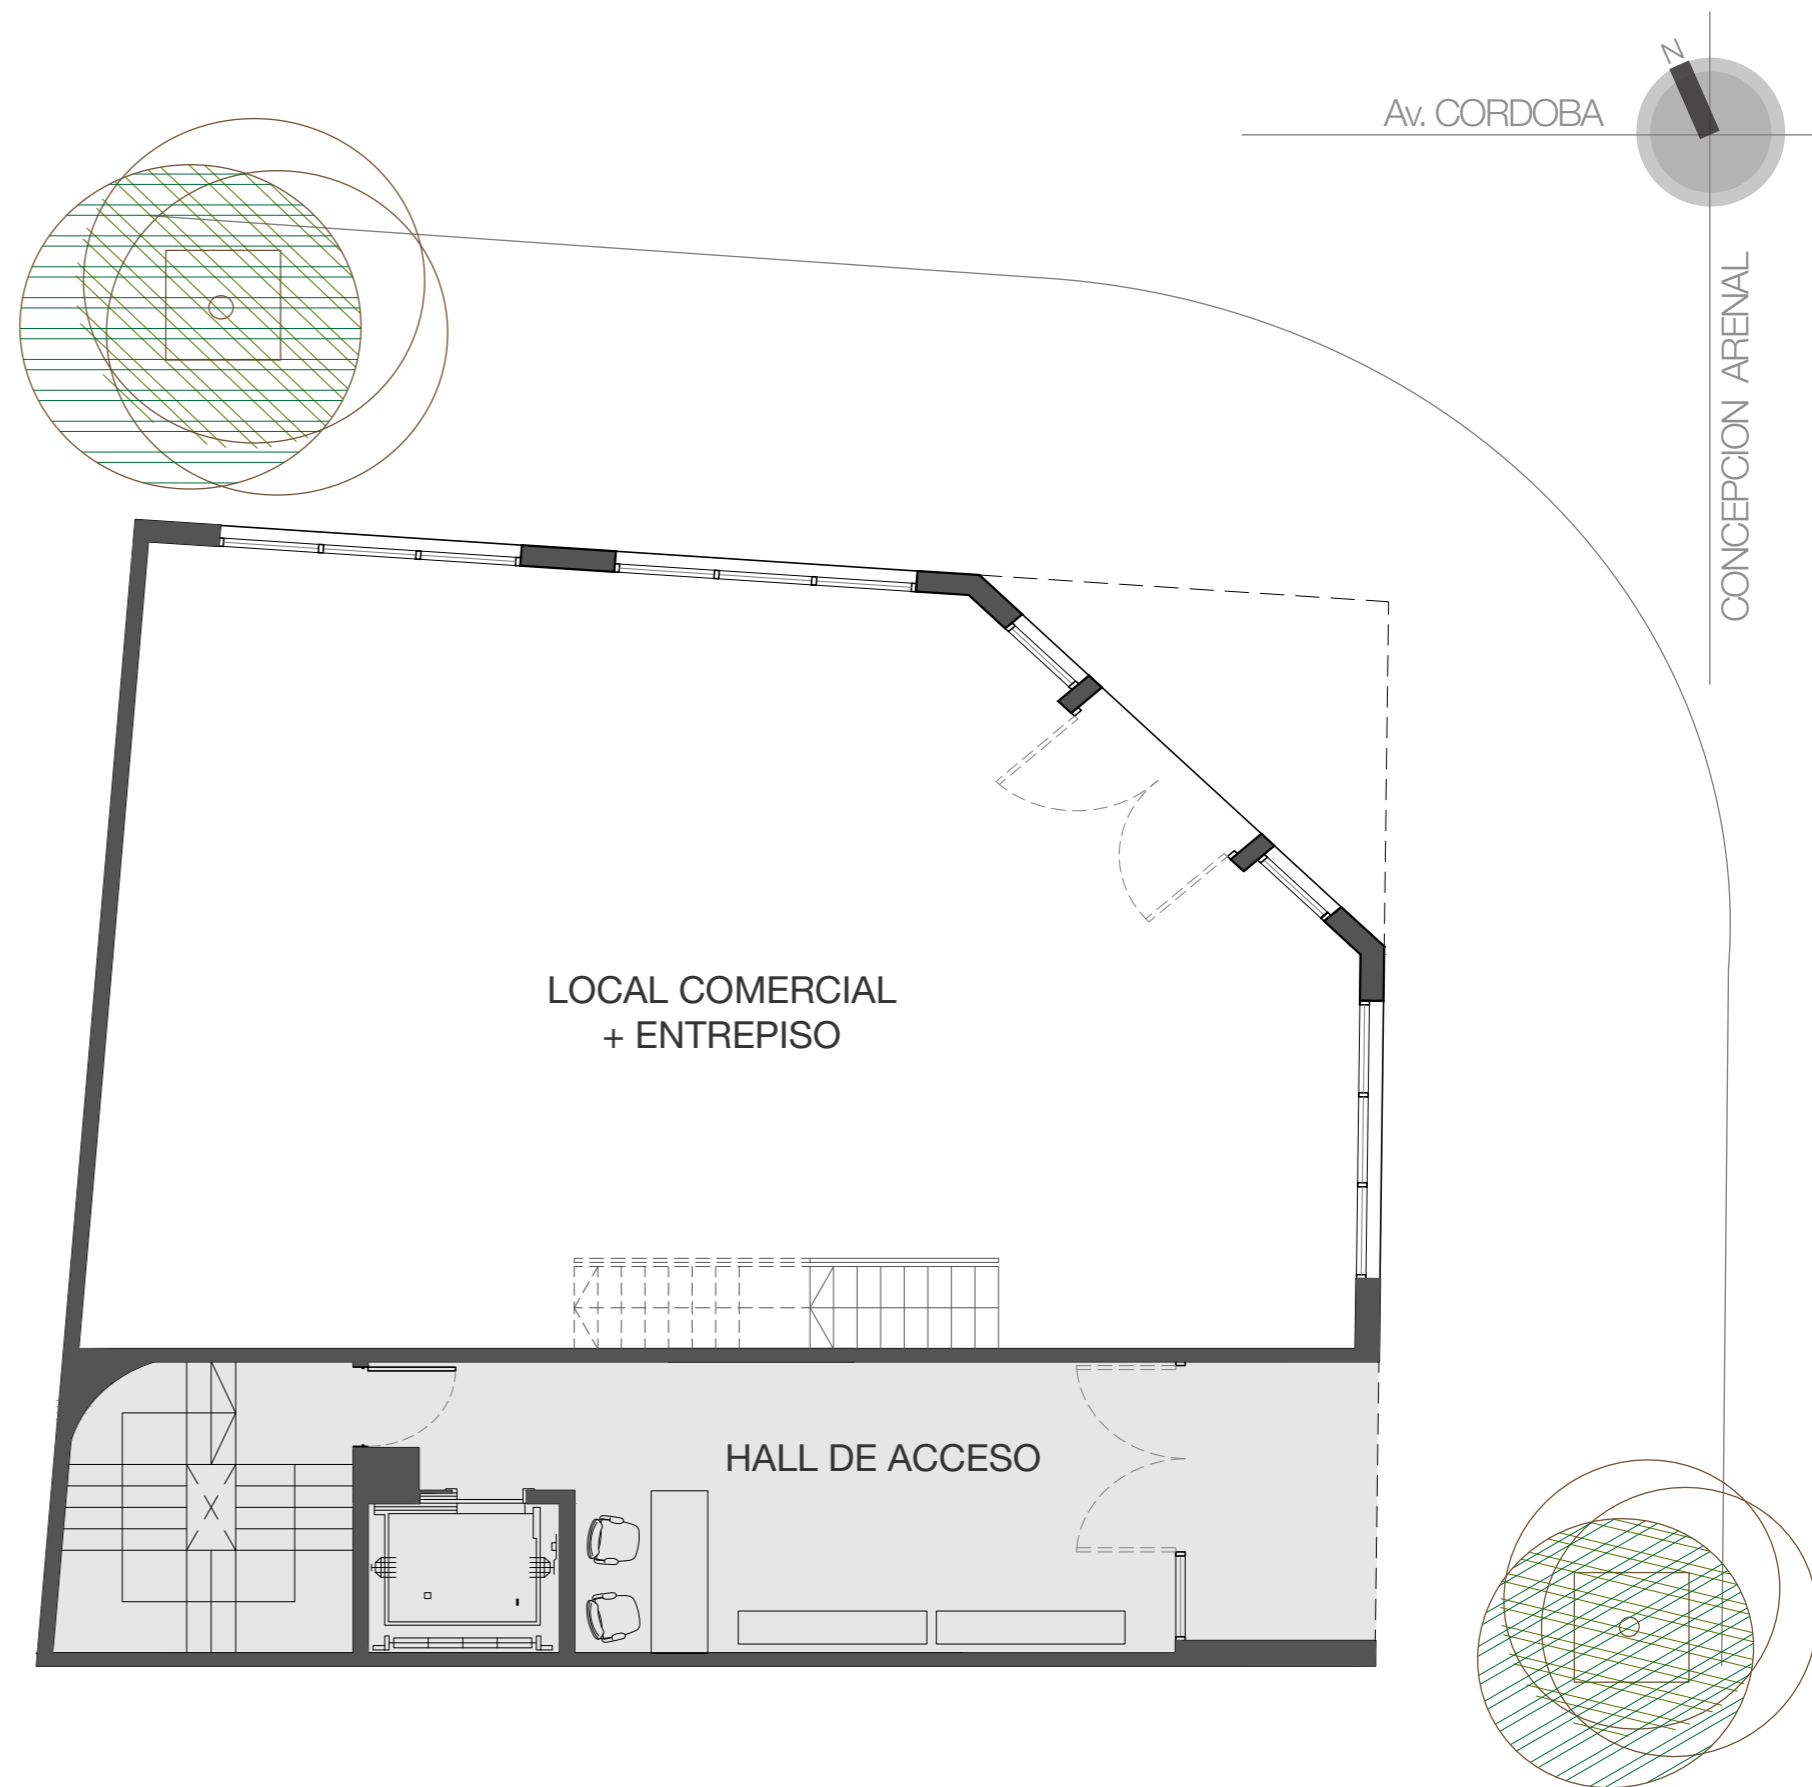 N
Av. CORDOBA
CONCEPCION ARENAL
LOCAL COMERCIAL
+ ENTREPISO
HALL DE ACCESO